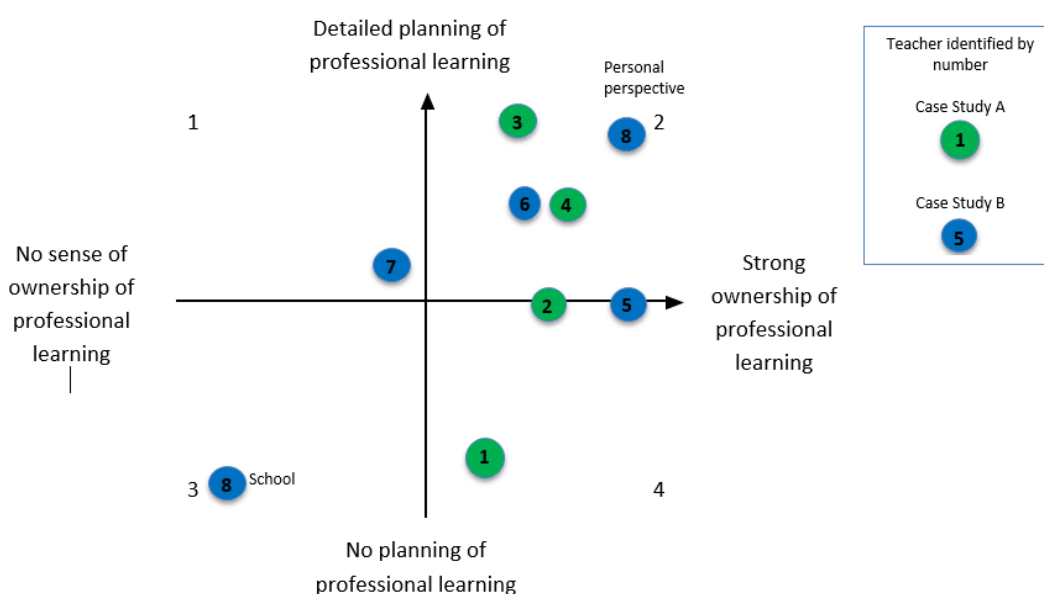 Detailed planning of
professional learning
Personal
perspective
1
3
8
2
6
4
7
No sense of
ownership of
professional
learning
2
5
Strong
ownership of
professional
learning
1
3
8
School
4
No planning of
professional learning
Teacher identified by
number
Case Study A
1
Case Study B
5